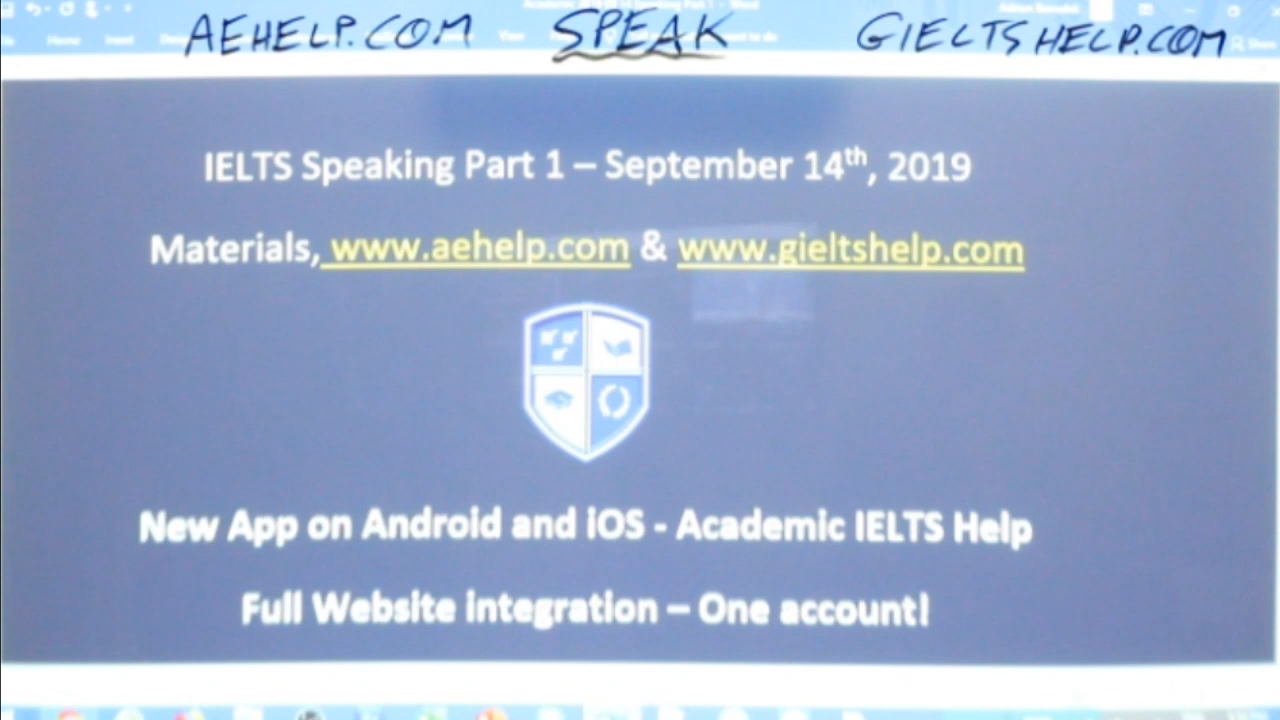 AEHELP.COM SPEAK GIELTSHELP.COM
IELTS Speaking Part 1 – September 14th, 2019
Materials, www.aehelp.com & www.gieltshelp.com
New App on Android and iOS - Academic IELTS Help
Full Website integration – One account!